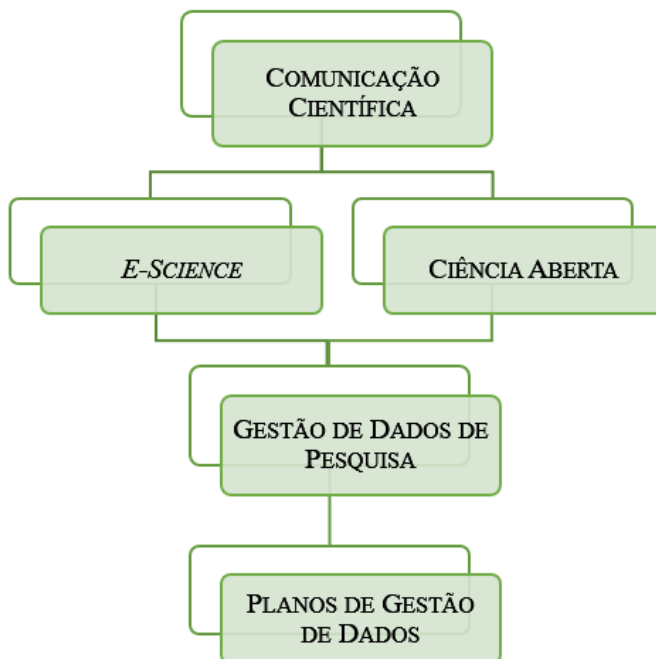 COMUNICAÇÃO
CIENTÍFICA
E-SCIENCE
CIÊNCIA ABERTA
GESTÃO DE DADOS DE
PESQUISA
PLANOS DE GESTÃO
DE DADOS